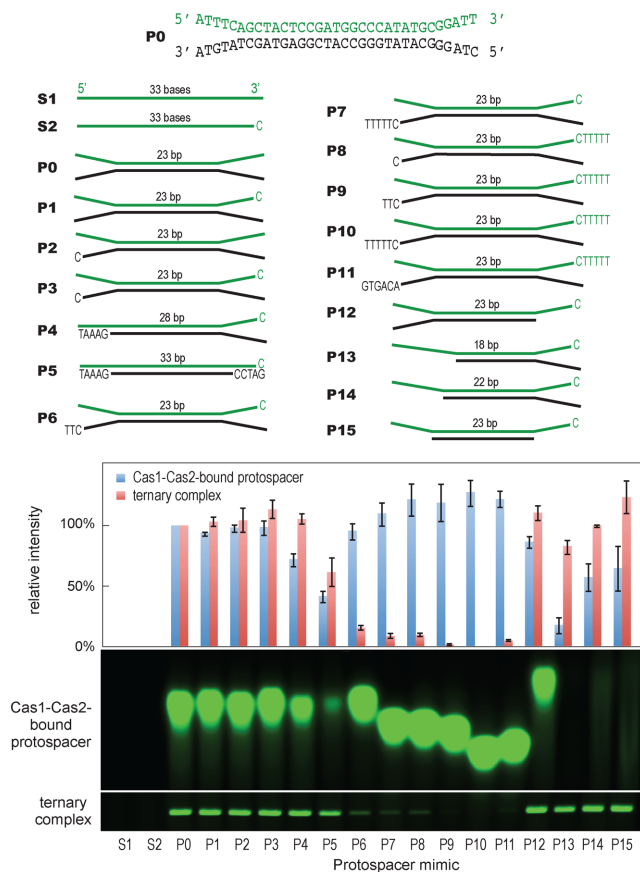 5' ATTTCAGCTACTCCGATGGCCCATATGCGGATT 3'
P0
3' ATGTATCGATGAGGCTACCGGGTATACGGGATC 5'
5' 3'
S1 33 bases
S2 33 bases C
P0 23 bp
P1 23 bp C
P2 23 bp C
P3 23 bp C C
P4 28 bp C TAAAG
P5 33 bp C TAAAG CCTAG
P6 23 bp C TTC
P7 23 bp C TTTTTC
P8 23 bp CTTTTT C
P9 23 bp CTTTTT TTC
P10 23 bp CTTTTT TTTTTC
P11 23 bp CTTTTT GTGACA
P12 23 bp C
P13 18 bp C
P14 22 bp C
P15 23 bp C
Cas1-Cas2-bound protospacer
ternary complex
relative intensity
100%
50%
0%
Cas1-Cas2-
bound
protospacer
ternary
complex
S1 S2 P0 P1 P2 P3 P4 P5 P6 P7 P8 P9 P10 P11 P12 P13 P14 P15
Protospacer mimic